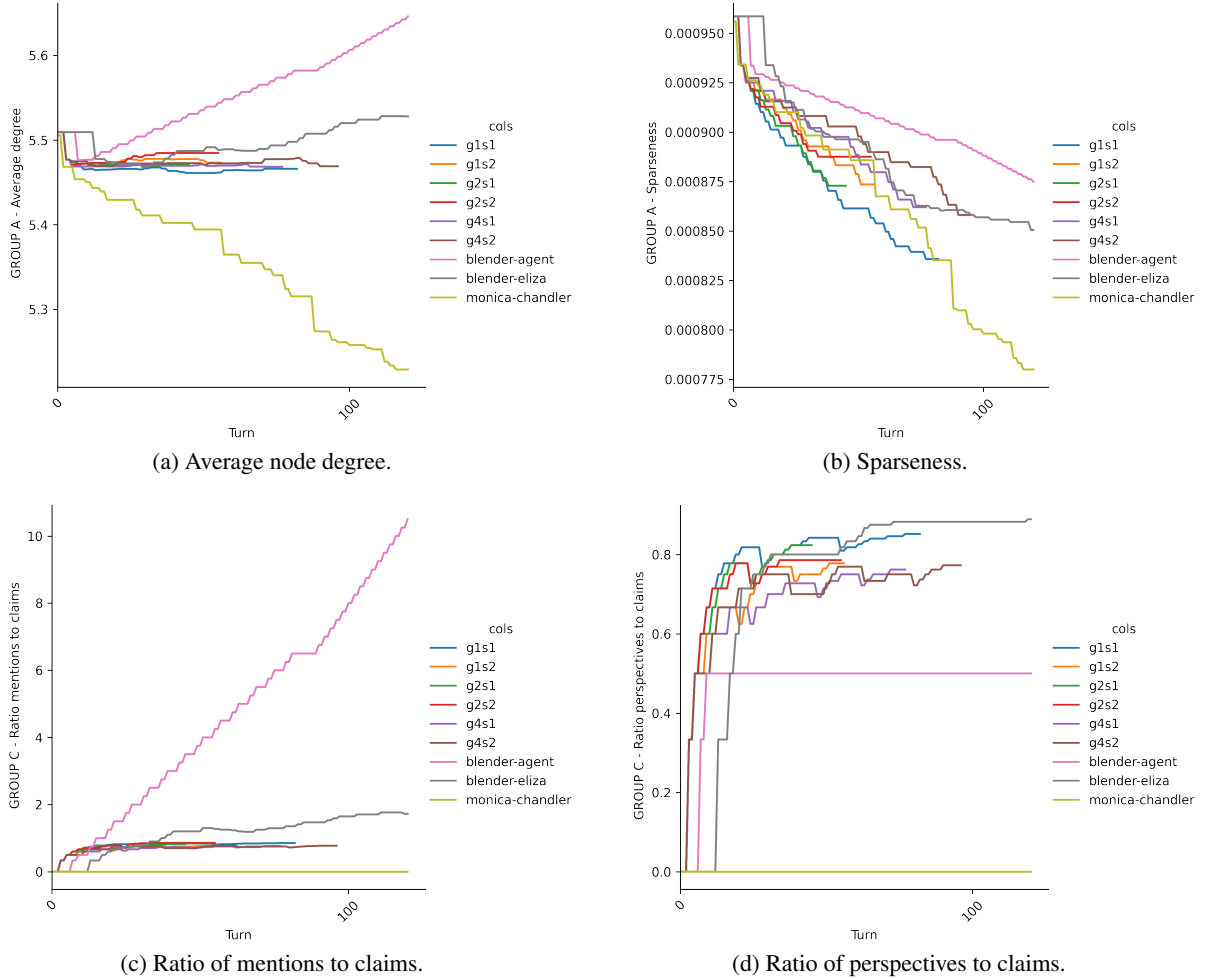 GROUP A - Average degree
5.6
5.5
5.4
5.3
0
100
Turn
cols
g1s1
g1s2
g2s1
g2s2
g4s1
g4s2
blender-agent
blender-eliza
monica-chandler
(a) Average node degree.
GROUP A - Sparseness
0.000950
0.000925
0.000900
0.000875
0.000850
0.000825
0.000800
0.000775
0
100
Turn
cols
g1s1
g1s2
g2s1
g2s2
g4s1
g4s2
blender-agent
blender-eliza
monica-chandler
(b) Sparseness.
GROUP C - Ratio mentions to claims
10
8
6
4
2
0
0
100
Turn
cols
g1s1
g1s2
g2s1
g2s2
g4s1
g4s2
blender-agent
blender-eliza
monica-chandler
(c) Ratio of mentions to claims.
GROUP C - Ratio perspectives to claims
0.8
0.6
0.4
0.2
0.0
0
100
Turn
cols
g1s1
g1s2
g2s1
g2s2
g4s1
g4s2
blender-agent
blender-eliza
monica-chandler
(d) Ratio of perspectives to claims.